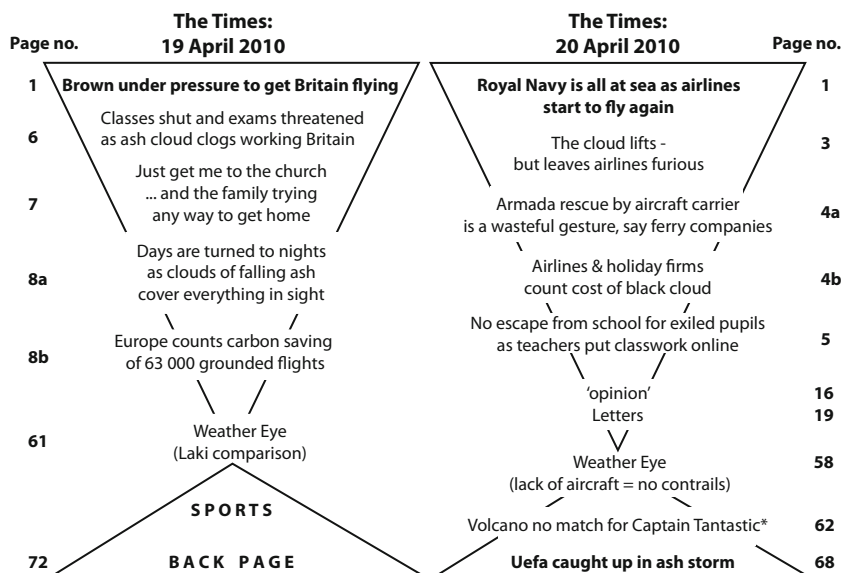 The Times:
19 April 2010
Page no.
1 Brown under pressure to get Britain flying
6 Classes shut and exams threatened
as ash cloud clogs working Britain
7 Just get me to the church
... and the family trying
any way to get home
8a Days are turned to nights
as clouds of falling ash
cover everything in sight
8b Europe counts carbon saving
of 63 000 grounded flights
61 Weather Eye
(Laki comparison)
SPORTS
72 BACK PAGE
The Times:
20 April 2010
Page no.
Royal Navy is all at sea as airlines 1
start to fly again
The cloud lifts - 3
but leaves airlines furious
Armada rescue by aircraft carrier 4a
is a wasteful gesture, say ferry companies
Airlines & holiday firms 4b
count cost of black cloud
No escape from school for exiled pupils 5
as teachers put classwork online
'opinion' 16
Letters 19
Weather Eye 58
(lack of aircraft = no contrails)
Volcano no match for Captain Tantastic* 62
Uefa caught up in ash storm 68